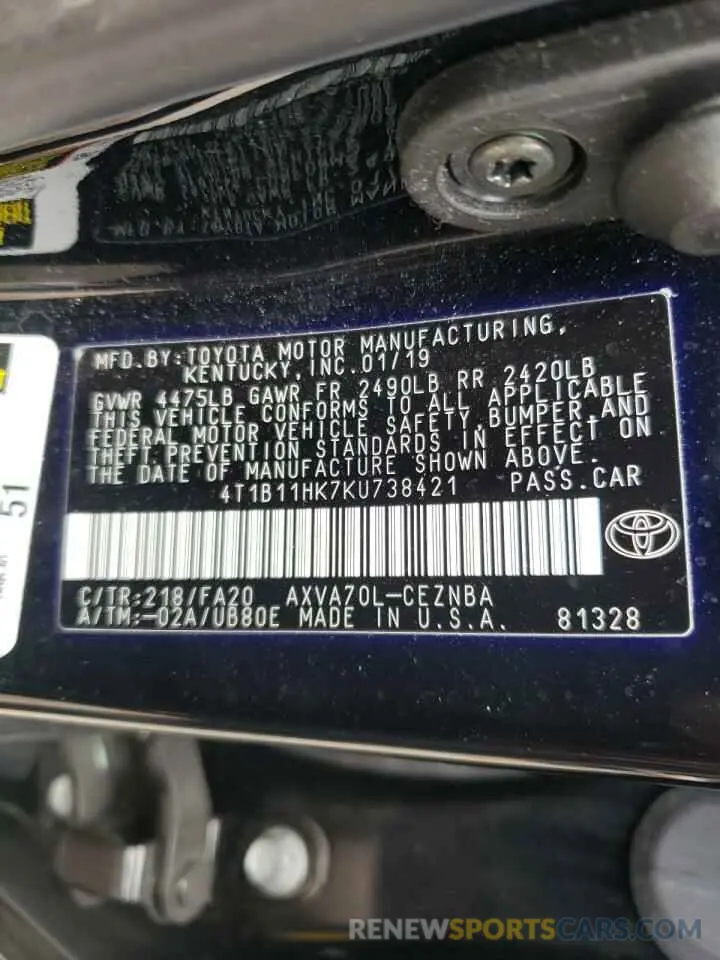 MFD.BY:TOYOTA MOTOR MANUFACTURING,
KENTUCKY, INC.01/19
GVWR 4475LB GAWR FR 2490LB RR 2420LB
THIS VEHICLE CONFORMS TO ALL APPLICABLE
FEDERAL MOTOR VEHICLE SAFETY,BUMPER,AND
THEFT PREVENTION STANDARDS IN EFFECT ON
THE DATE OF MANUFACTURE SHOWN ABOVE.
4T1B11HK7KU738421 PASS.CAR
C/TR:218/FA20 AXVA70L-CEZNBA
A/TM:-02A/UB80E MADE IN U.S.A. 81328
51
RENEWSPORTSCARS.COM